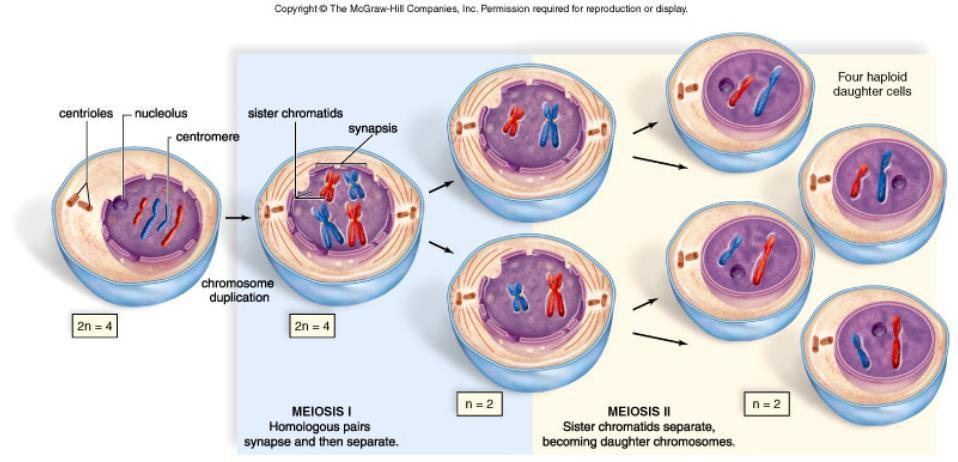 Copyright © The McGraw-Hill Companies, Inc. Permission required for reproduction or display.
centrioles
nucleolus
centromere
sister chromatids
synapsis
Four haploid
daughter cells
chromosome
duplication
2n = 4
2n = 4
n = 2
n = 2
MEIOSIS I
Homologous pairs
synapse and then separate.
MEIOSIS II
Sister chromatids separate,
becoming daughter chromosomes.